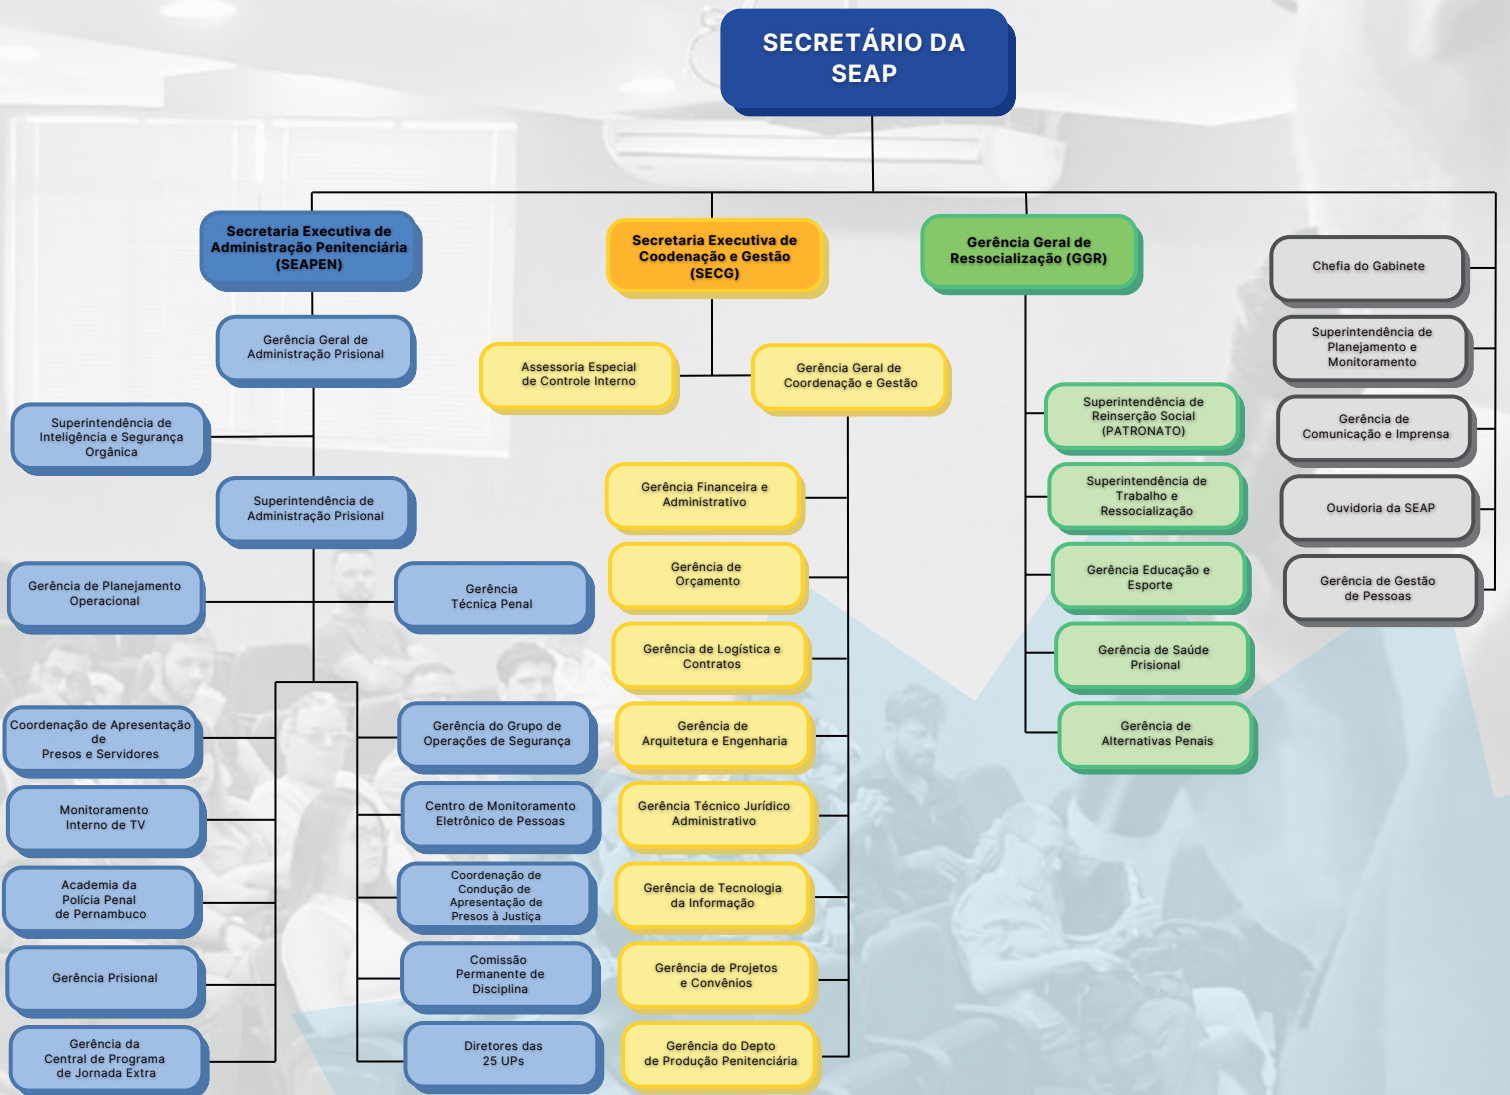 SECRETÁRIO DA
SEAP
Secretaria Executiva de
Administração Penitenciária
(SEAPEN)
Secretaria Executiva de
Coodenação e Gestão
(SECG)
Gerência Geral de
Ressocialização (GGR)
Chefia do Gabinete
Superintendência de
Planejamento e
Monitoramento
Gerência de
Comunicação e Imprensa
Ouvidoria da SEAP
Gerência de Gestão
de Pessoas
Gerência Geral de
Administração Prisional
Superintendência de
Inteligência e Segurança
Orgânica
Superintendência de
Administração Prisional
Gerência de Planejamento
Operacional
Gerência
Técnica Penal
Coordenação de Apresentação
de
Presos e Servidores
Monitoramento
Interno de TV
Academia da
Polícia Penal
de Pernambuco
Gerência Prisional
Gerência da
Central de Programa
de Jornada Extra
Gerência do Grupo de
Operações de Segurança
Centro de Monitoramento
Eletrônico de Pessoas
Coordenação de
Condução de
Apresentação de
Presos à Justiça
Comissão
Permanente de
Disciplina
Diretores das
25 UPs
Assessoria Especial
de Controle Interno
Gerência Geral de
Coordenação e Gestão
Gerência Financeira e
Administrativo
Gerência de
Orçamento
Gerência de Logística e
Contratos
Gerência de
Arquitetura e Engenharia
Gerência Técnico Jurídico
Administrativo
Gerência de Tecnologia
da Informação
Gerência de Projetos
e Convênios
Gerência do Depto
de Produção Penitenciária
Superintendência de
Reinserção Social
(PATRONATO)
Superintendência de
Trabalho e
Ressocialização
Gerência Educação e
Esporte
Gerência de Saúde
Prisional
Gerência de
Alternativas Penais